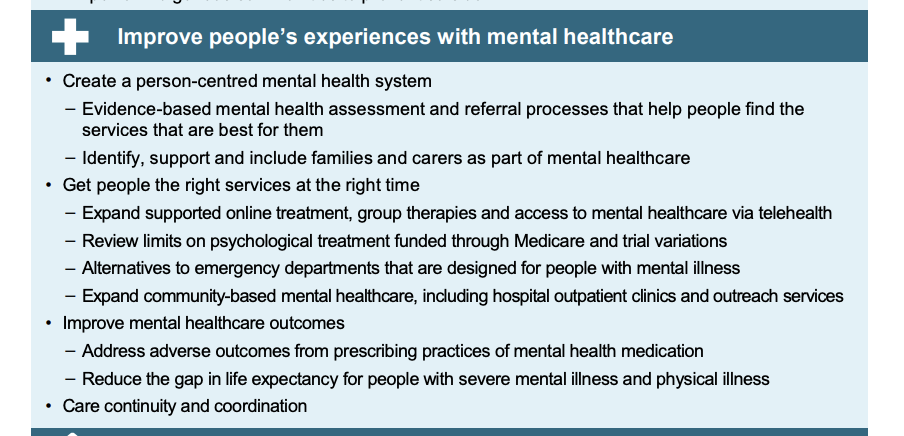 Improve people's experiences with mental healthcare
• Create a person-centred mental health system
– Evidence-based mental health assessment and referral processes that help people find the
services that are best for them
– Identify, support and include families and carers as part of mental healthcare
• Get people the right services at the right time
– Expand supported online treatment, group therapies and access to mental healthcare via telehealth
– Review limits on psychological treatment funded through Medicare and trial variations
– Alternatives to emergency departments that are designed for people with mental illness
– Expand community-based mental healthcare, including hospital outpatient clinics and outreach services
• Improve mental healthcare outcomes
– Address adverse outcomes from prescribing practices of mental health medication
– Reduce the gap in life expectancy for people with severe mental illness and physical illness
• Care continuity and coordination